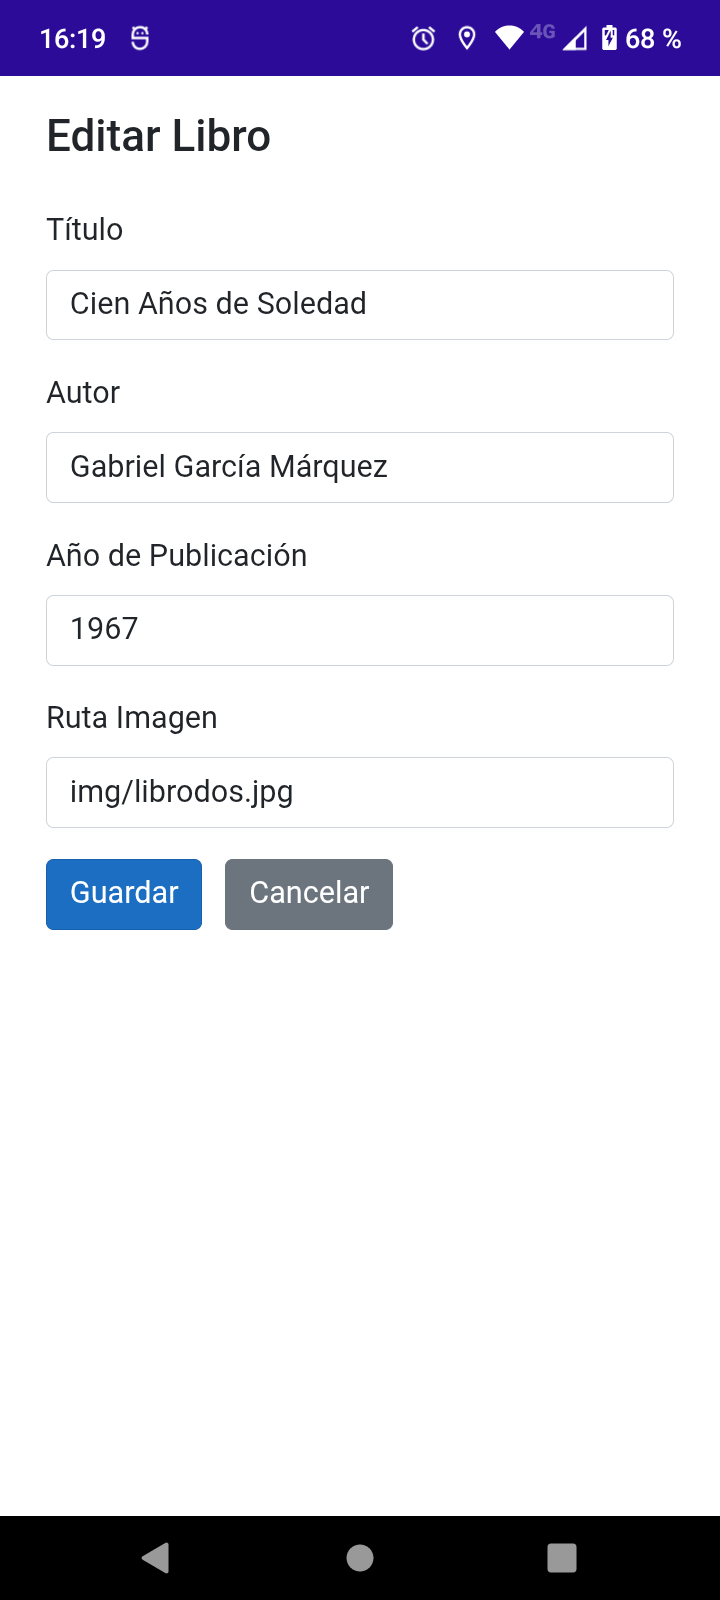 16:19 4G 68 %
Editar Libro
Título
Cien Años de Soledad
Autor
Gabriel García Márquez
Año de Publicación
1967
Ruta Imagen
img/librodos.jpg
Guardar Cancelar